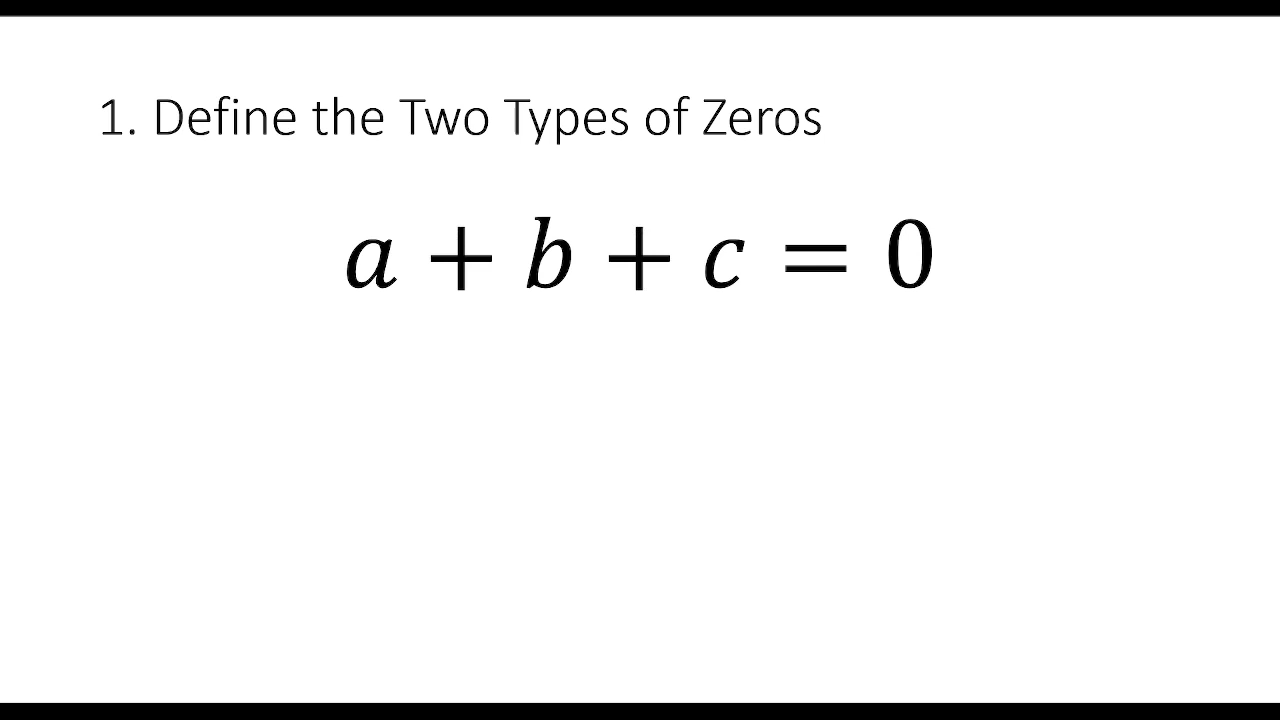 1. Define the Two Types of Zeros
a + b + c = 0